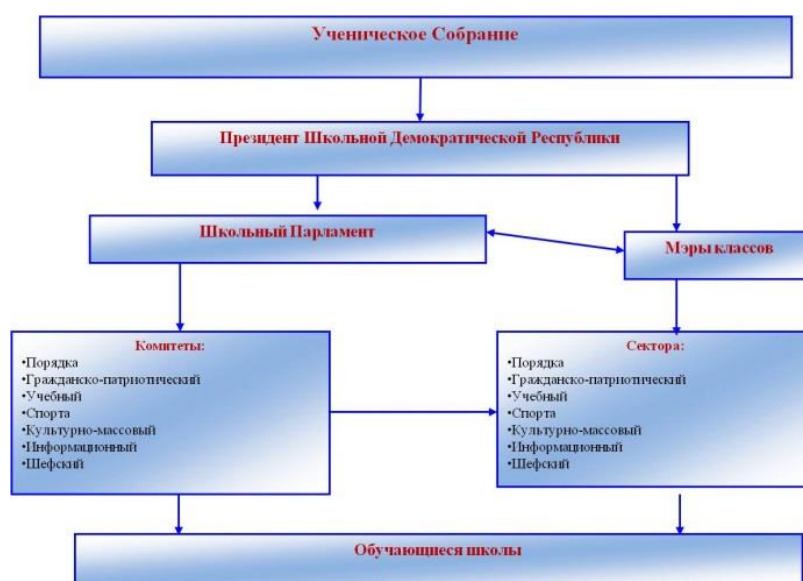 Ученическое Собрание
Президент Школьной Демократической Республики
Школьный Парламент
Мэры классов
Комитеты:
•Порядка
•Гражданско-патриотический
•Учебный
•Спорта
•Культурно-массовый
•Информационный
•Шефский
Сектора:
•Порядка
•Гражданско-патриотический
•Учебный
•Спорта
•Культурно-массовый
•Информационный
•Шефский
Обучающиеся школы